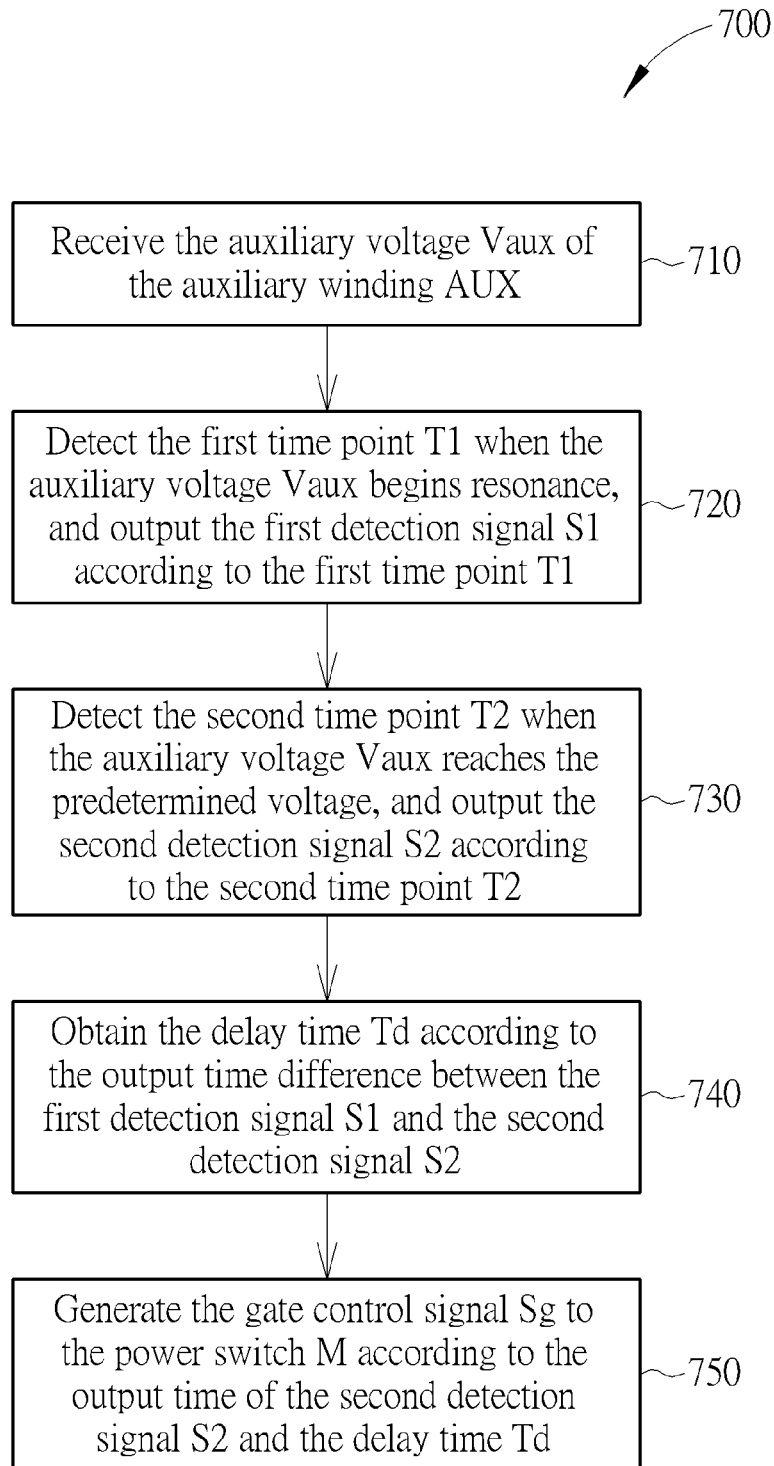 700
Receive the auxiliary voltage Vaux of
the auxiliary winding AUX
710
Detect the first time point T1 when the
auxiliary voltage Vaux begins resonance,
and output the first detection signal S1
according to the first time point T1
720
Detect the second time point T2 when
the auxiliary voltage Vaux reaches the
predetermined voltage, and output the
second detection signal S2 according
to the second time point T2
730
Obtain the delay time Td according to
the output time difference between the
first detection signal S1 and the second
detection signal S2
740
Generate the gate control signal Sg to
the power switch M according to the
output time of the second detection
signal S2 and the delay time Td
750